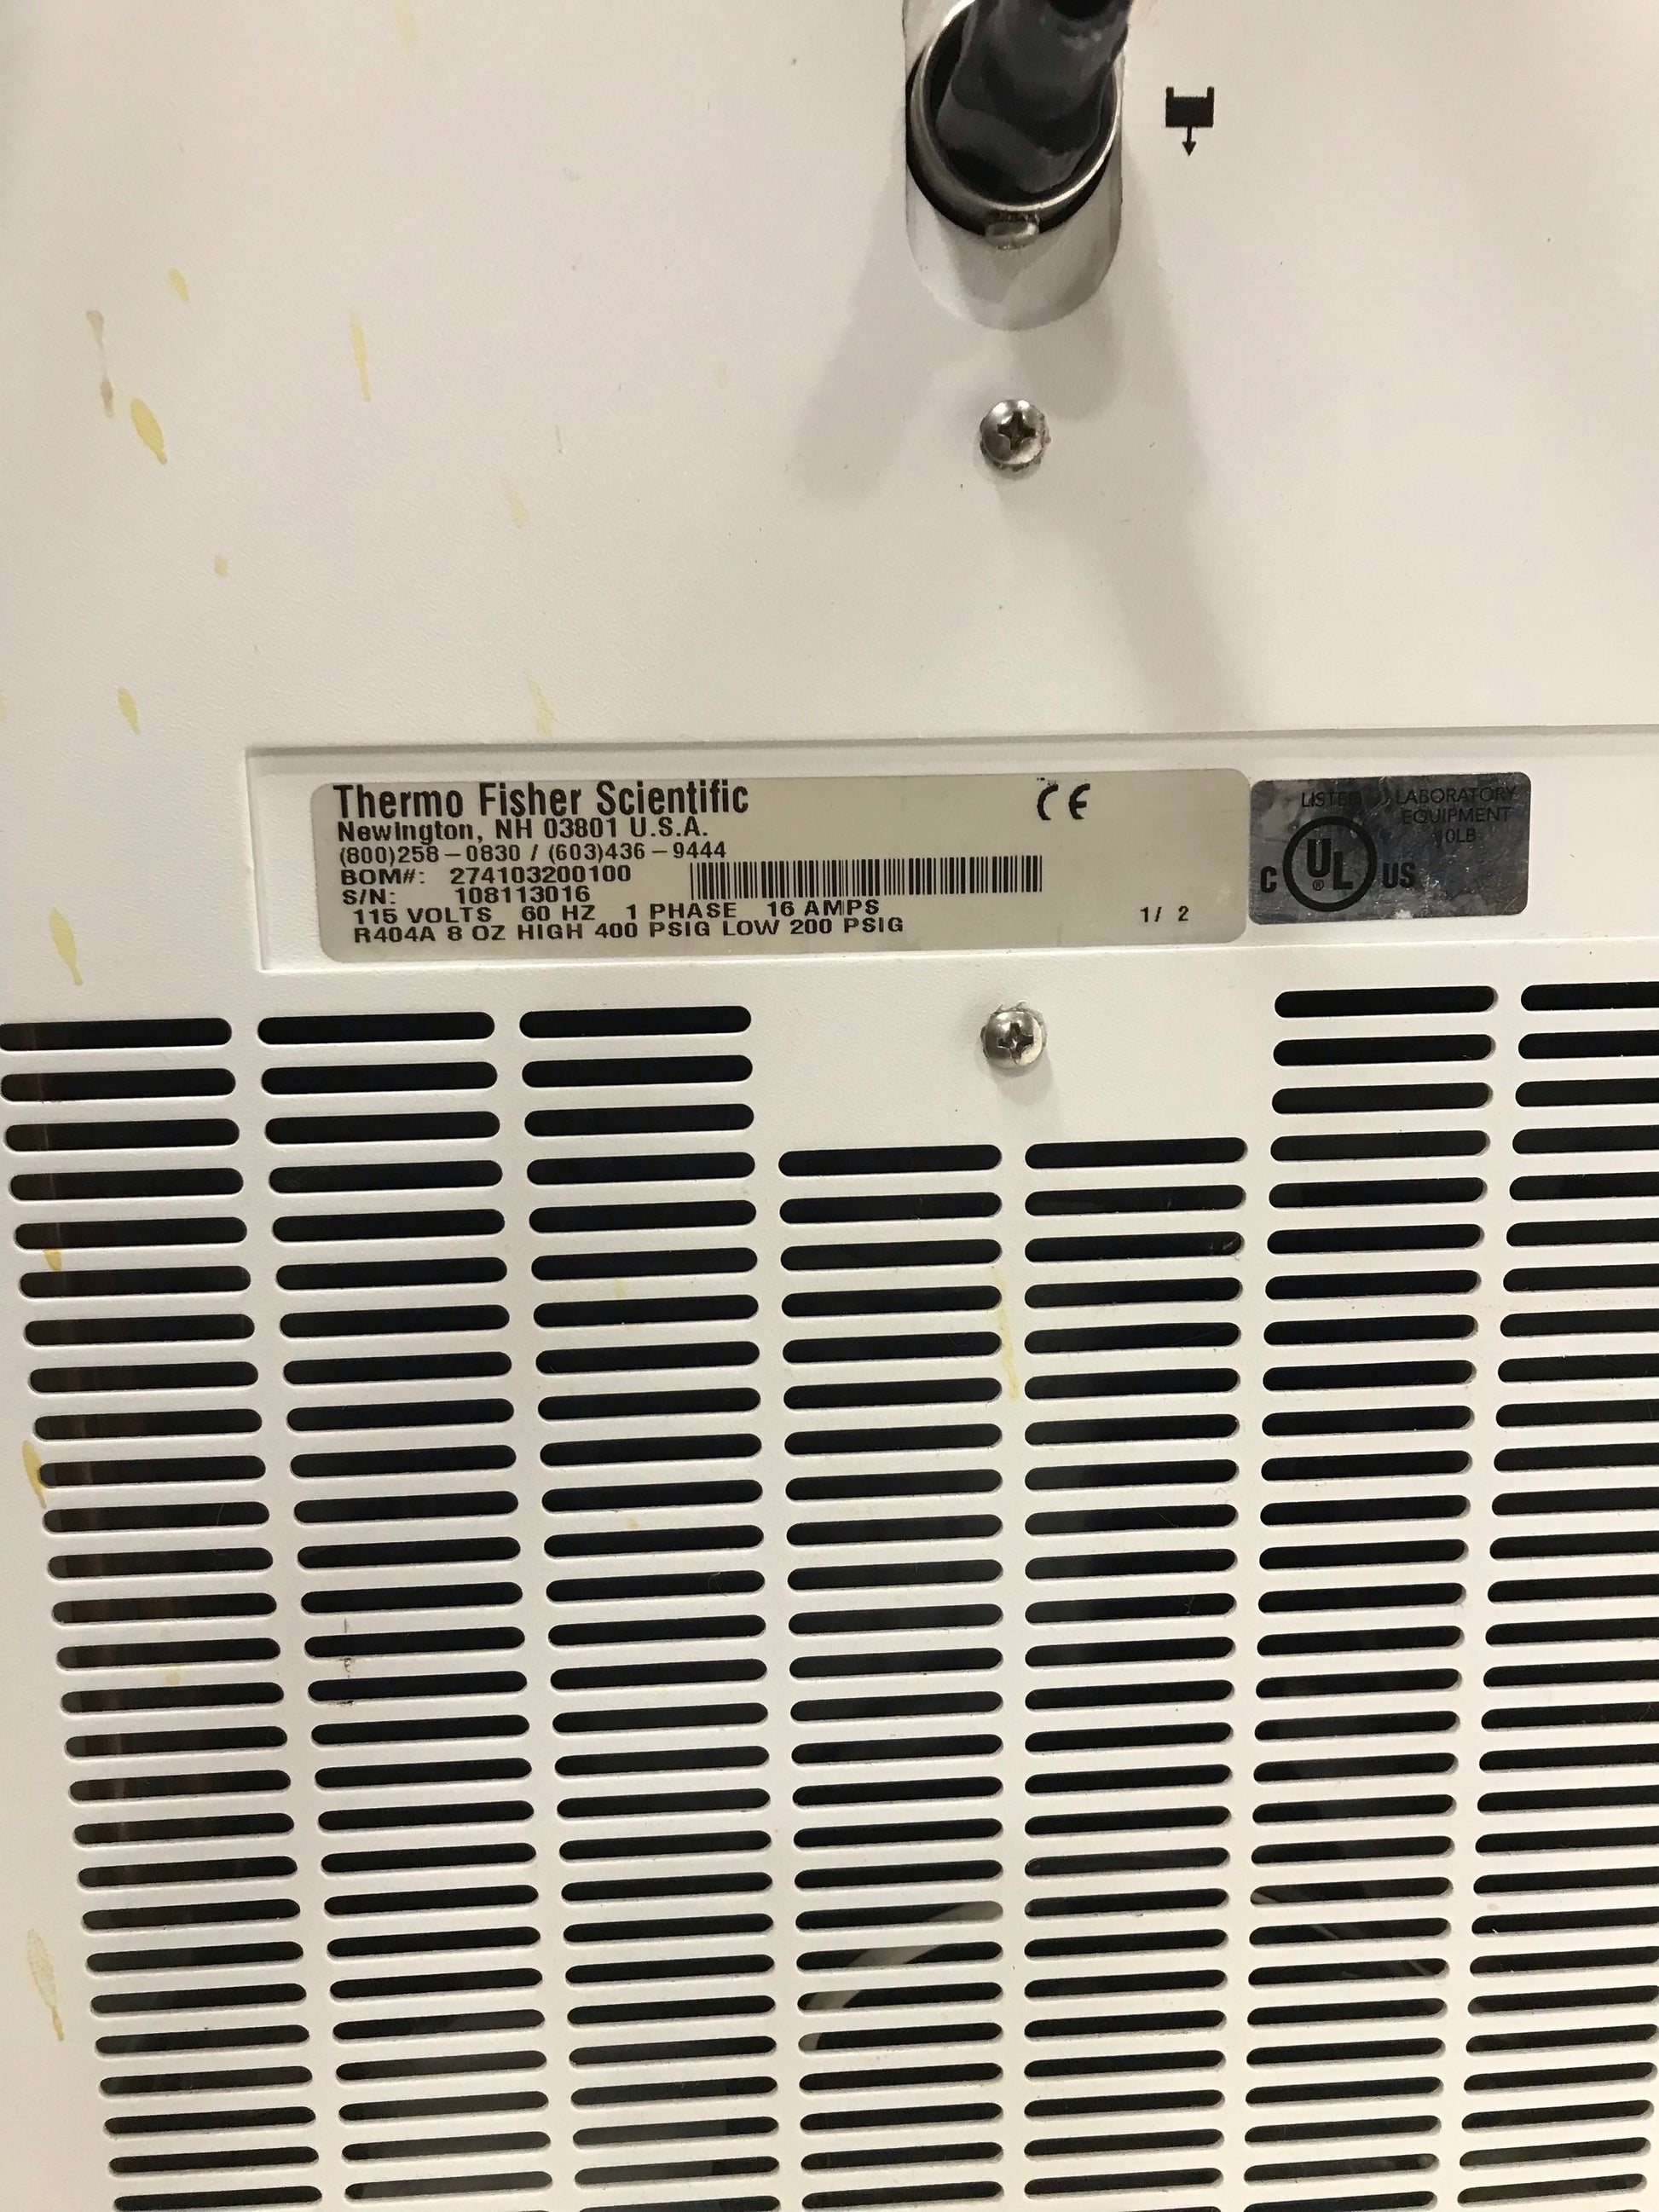 Thermo Fisher Scientific
Newington, NH 03801 U.S.A.
(800)258-0830 / (603)436-9444
BOM#: 274103200100
S/N: 108113016
115 VOLTS 60 HZ 1 PHASE 16 AMPS
R404A 8 OZ HIGH 400 PSIG LOW 200 PSIG
CE
1/ 2
LISTED LABORATORY
EQUIPMENT
10LB
C UL® US